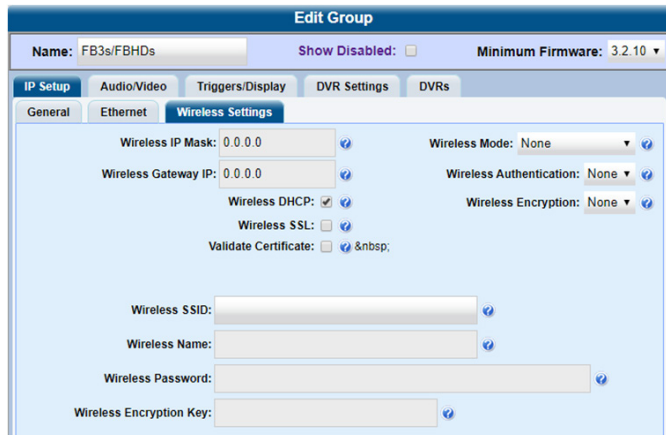 Edit Group
Name: FB3s/FBHDs Show Disabled: Minimum Firmware: 3.2.10
IP Setup Audio/Video Triggers/Display DVR Settings DVRs
General Ethernet Wireless Settings
Wireless IP Mask: 0.0.0.0 Wireless Mode: None
Wireless Gateway IP: 0.0.0.0 Wireless Authentication: None
Wireless DHCP: Wireless Encryption: None
Wireless SSL:
Validate Certificate: &nbsp;
Wireless SSID:
Wireless Name:
Wireless Password:
Wireless Encryption Key: